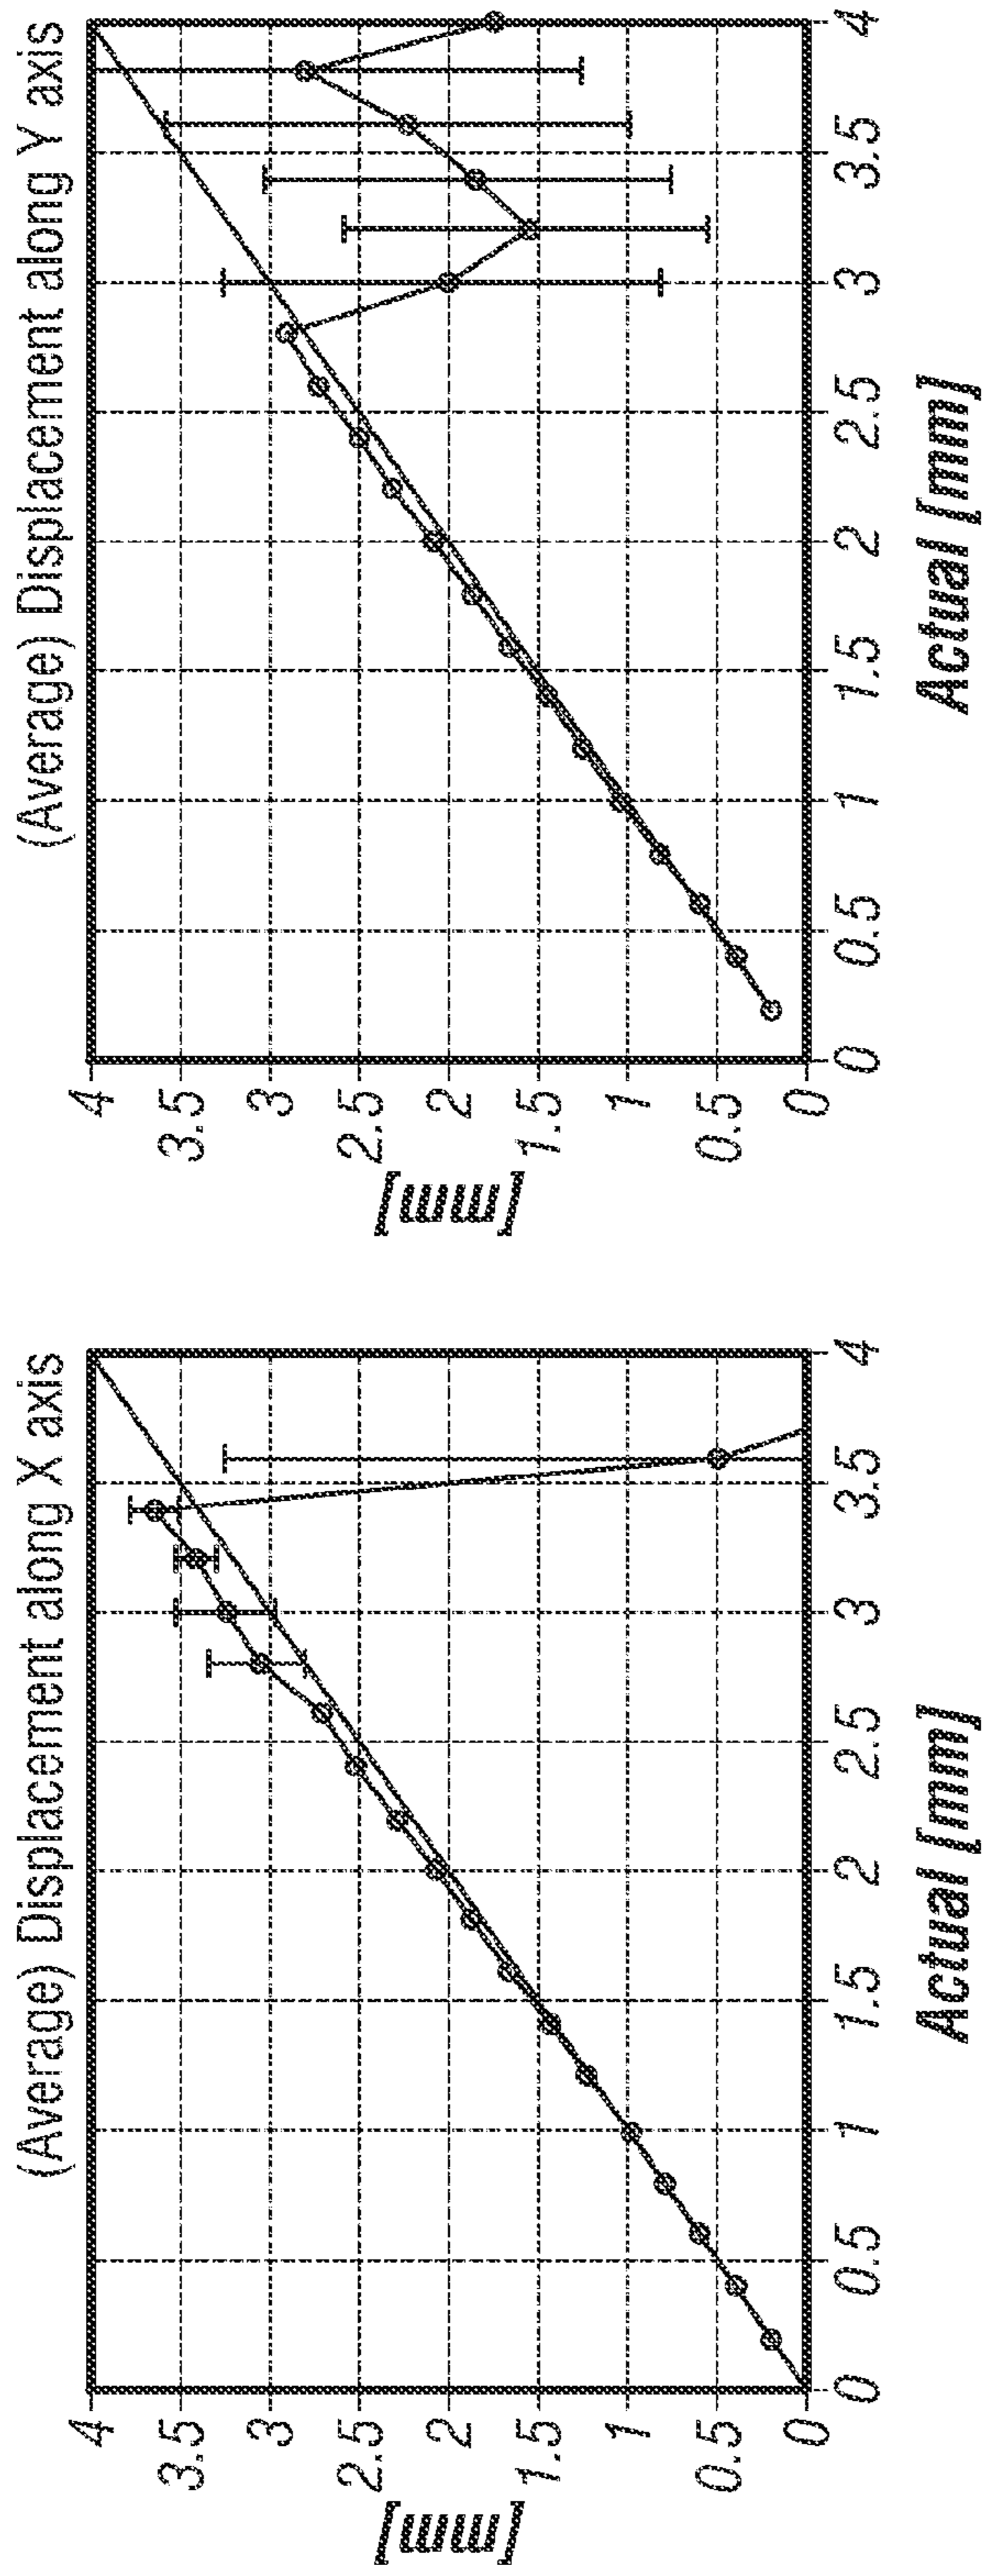 (Average) Displacement along X axis
4
3.5
3
2.5
2
1.5
1
0.5
0
[mm]
0 0.5 1 1.5 2 2.5 3 3.5 4
Actual [mm]
(Average) Displacement along Y axis
4
3.5
3
2.5
2
1.5
1
0.5
0
[mm]
0 0.5 1 1.5 2 2.5 3 3.5 4
Actual [mm]